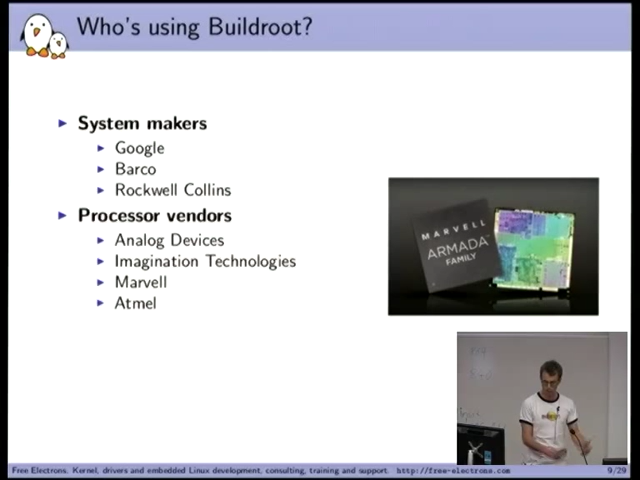 Who's using Buildroot?
▶ System makers
▶ Google
▶ Barco
▶ Rockwell Collins
▶ Processor vendors
▶ Analog Devices
▶ Imagination Technologies
▶ Marvell
▶ Atmel
MARVELL
ARMADA
FAMILY
Free Electrons. Kernel, drivers and embedded Linux development, consulting, training and support. http://free-electrons.com 9/29